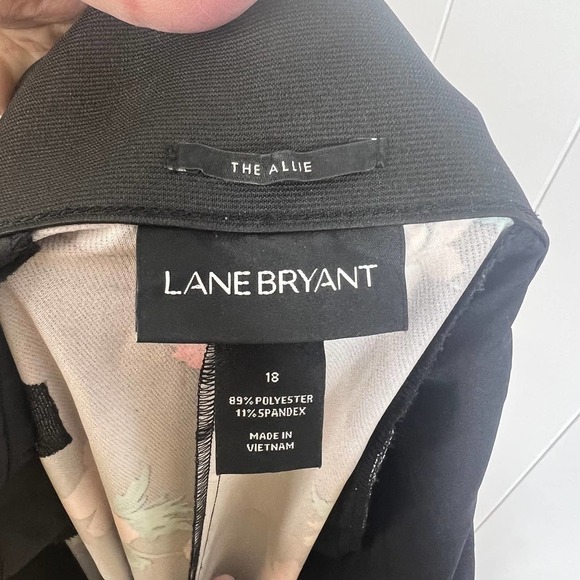 THE ALLIE
LANE BRYANT
18
89% POLYESTER
11% SPANDEX
MADE IN
VIETNAM